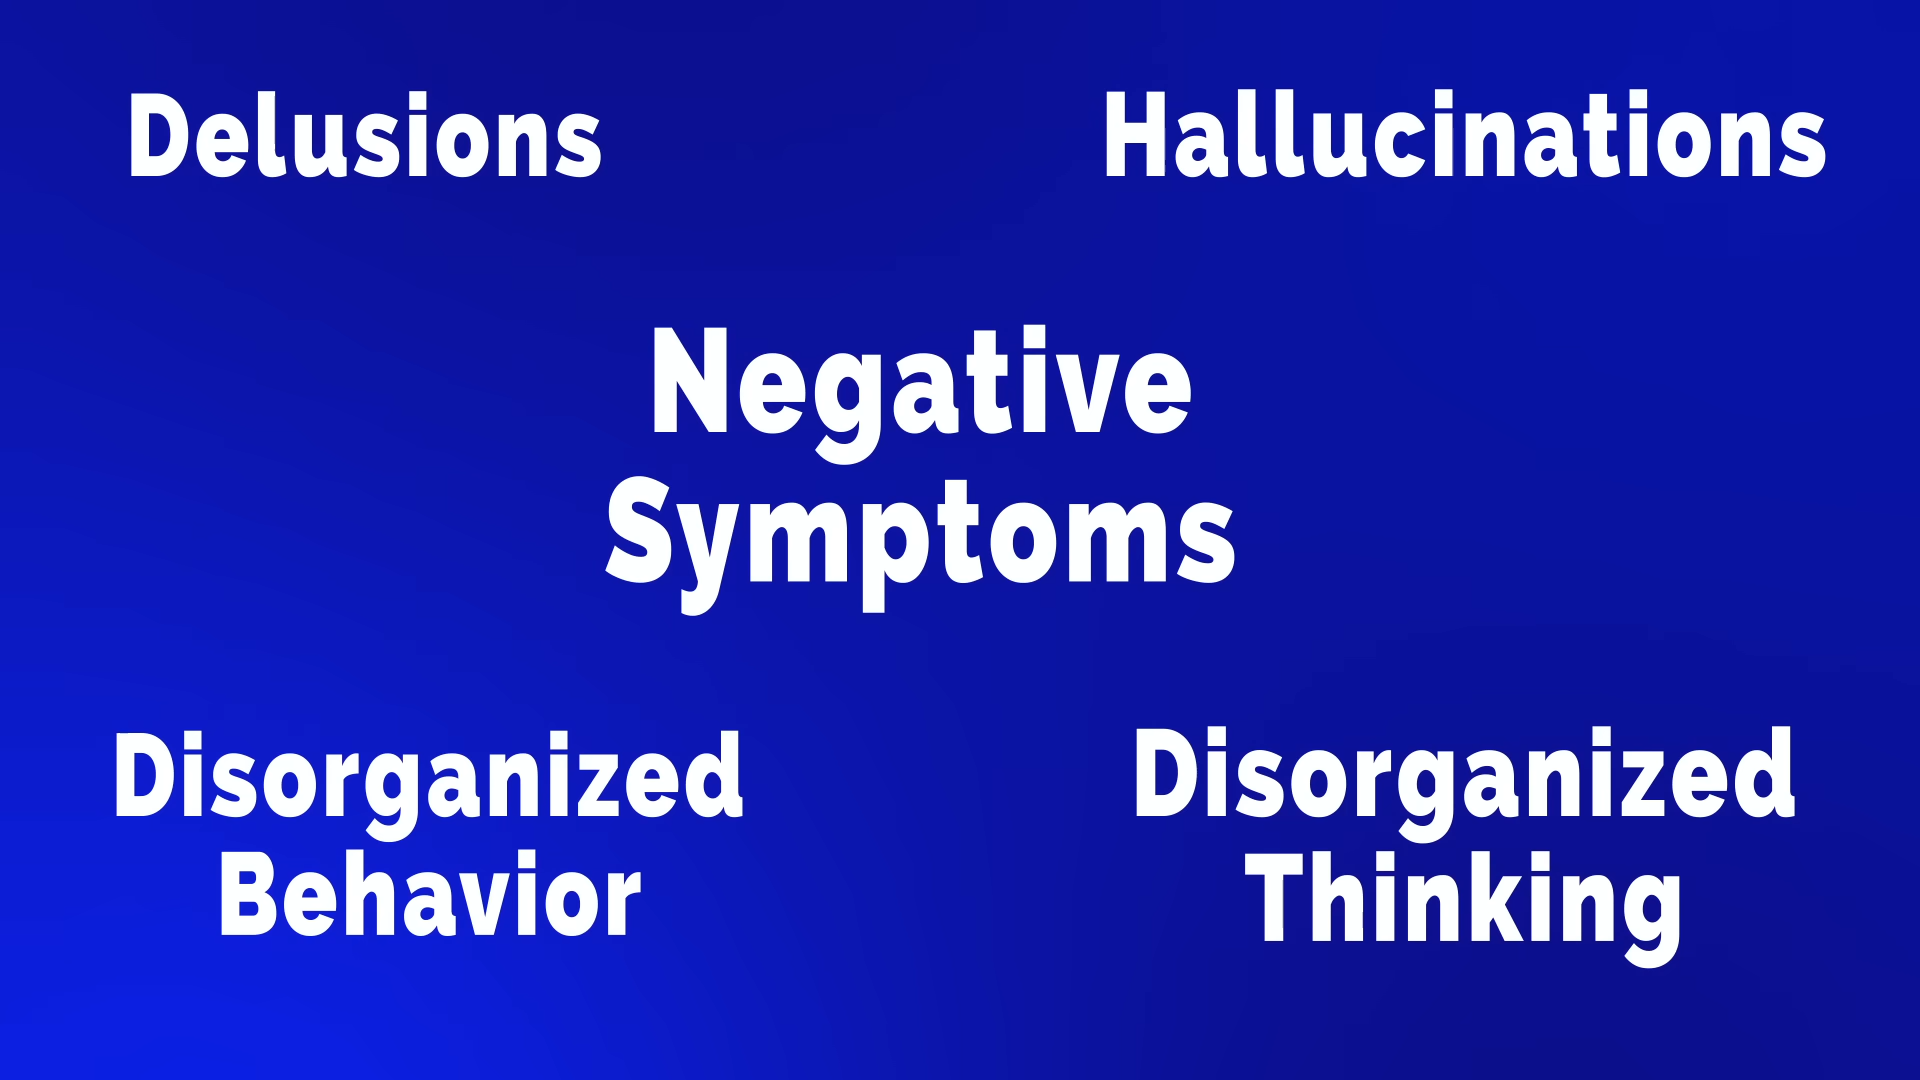 Delusions
Hallucinations
Negative
Symptoms
Disorganized
Behavior
Disorganized
Thinking